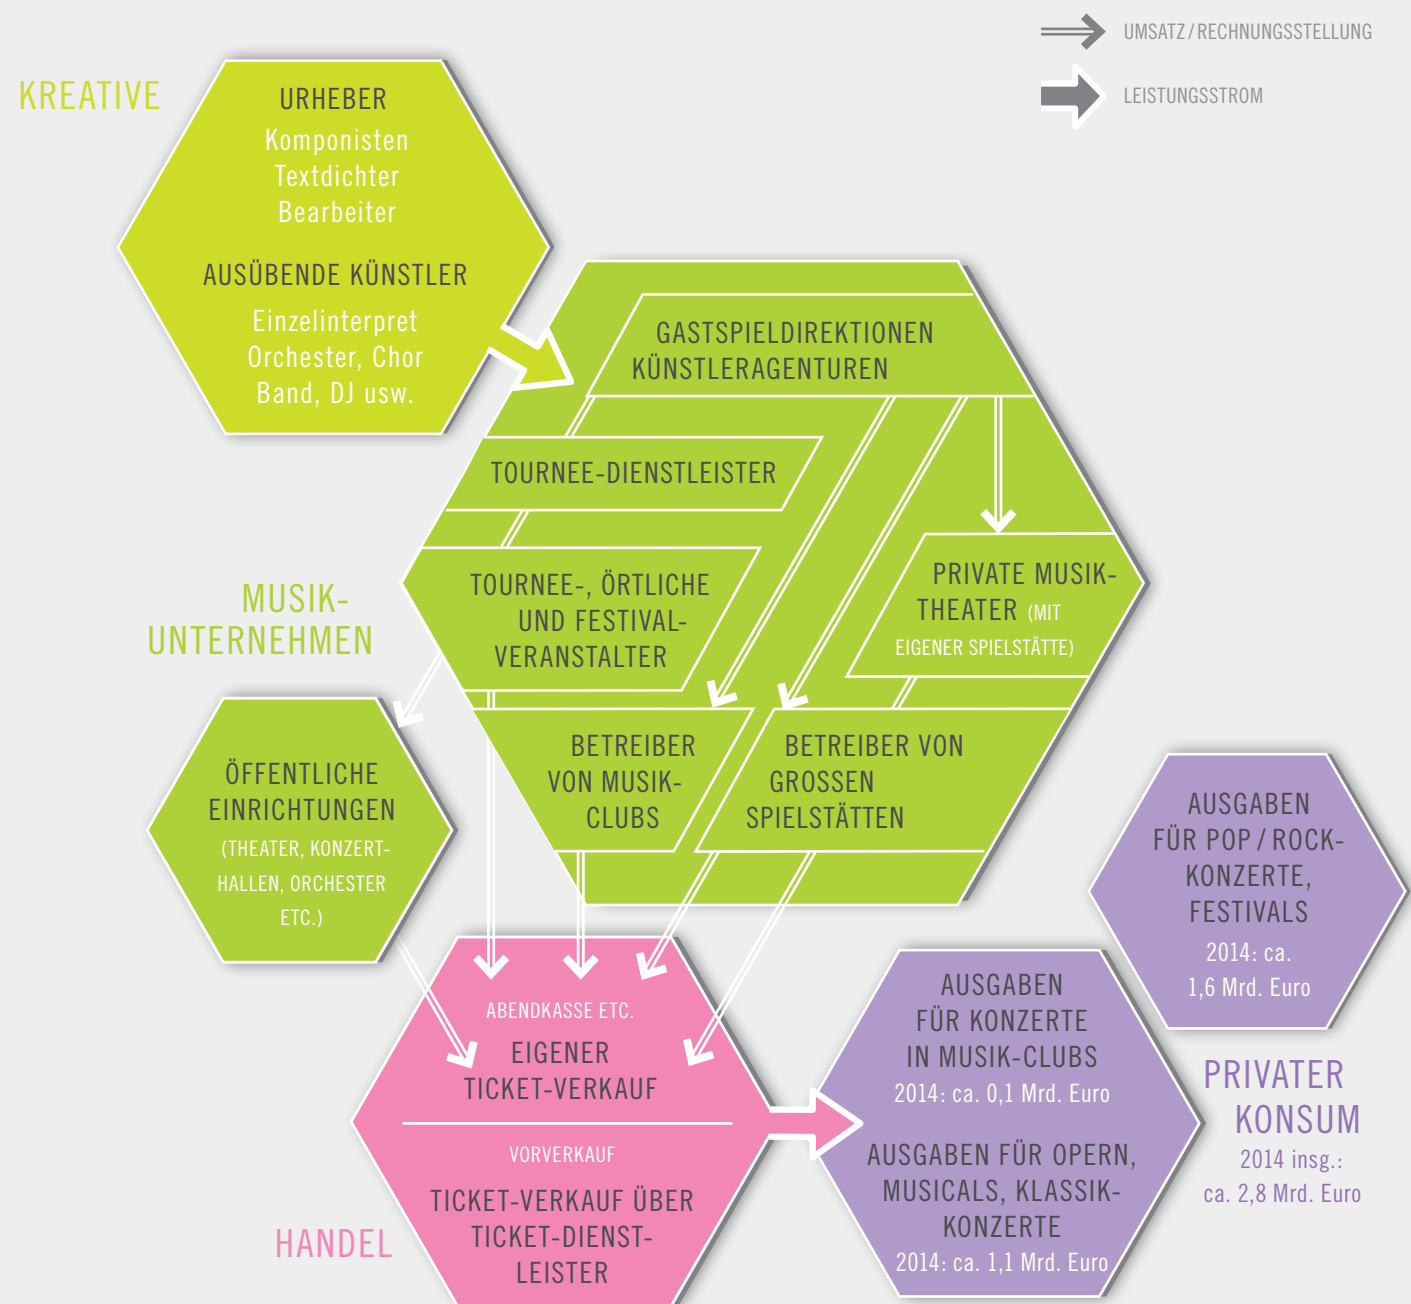 UMSATZ / RECHNUNGSSTELLUNG
LEISTUNGSSTROM
KREATIVE
URHEBER
Komponisten
Textdichter
Bearbeiter
AUSÜBENDE KÜNSTLER
Einzelinterpret
Orchester, Chor
Band, DJ usw.
GASTSPIELDIREKTIONEN
KÜNSTLERAGENTUREN
TOURNEE-DIENSTLEISTER
TOURNEE-, ÖRTLICHE
UND FESTIVAL-
VERANSTALTER
PRIVATE MUSIK-
THEATER (MIT
EIGENER SPIELSTÄTTE)
MUSIK-
UNTERNEHMEN
BETREIBER
VON MUSIK-
CLUBS
BETREIBER VON
GROSSEN
SPIELSTÄTTEN
ÖFFENTLICHE
EINRICHTUNGEN
(THEATER, KONZERT-
HALLEN, ORCHESTER
ETC.)
AUSGABEN
FÜR POP / ROCK-
KONZERTE,
FESTIVALS
2014: ca.
1,6 Mrd. Euro
ABENDKASSE ETC.
EIGENER
TICKET-VERKAUF
VORVERKAUF
TICKET-VERKAUF ÜBER
TICKET-DIENST-
LEISTER
HANDEL
AUSGABEN
FÜR KONZERTE
IN MUSIK-CLUBS
2014: ca. 0,1 Mrd. Euro
AUSGABEN FÜR OPERN,
MUSICALS, KLASSIK-
KONZERTE
2014: ca. 1,1 Mrd. Euro
PRIVATER
KONSUM
2014 insg.:
ca. 2,8 Mrd. Euro